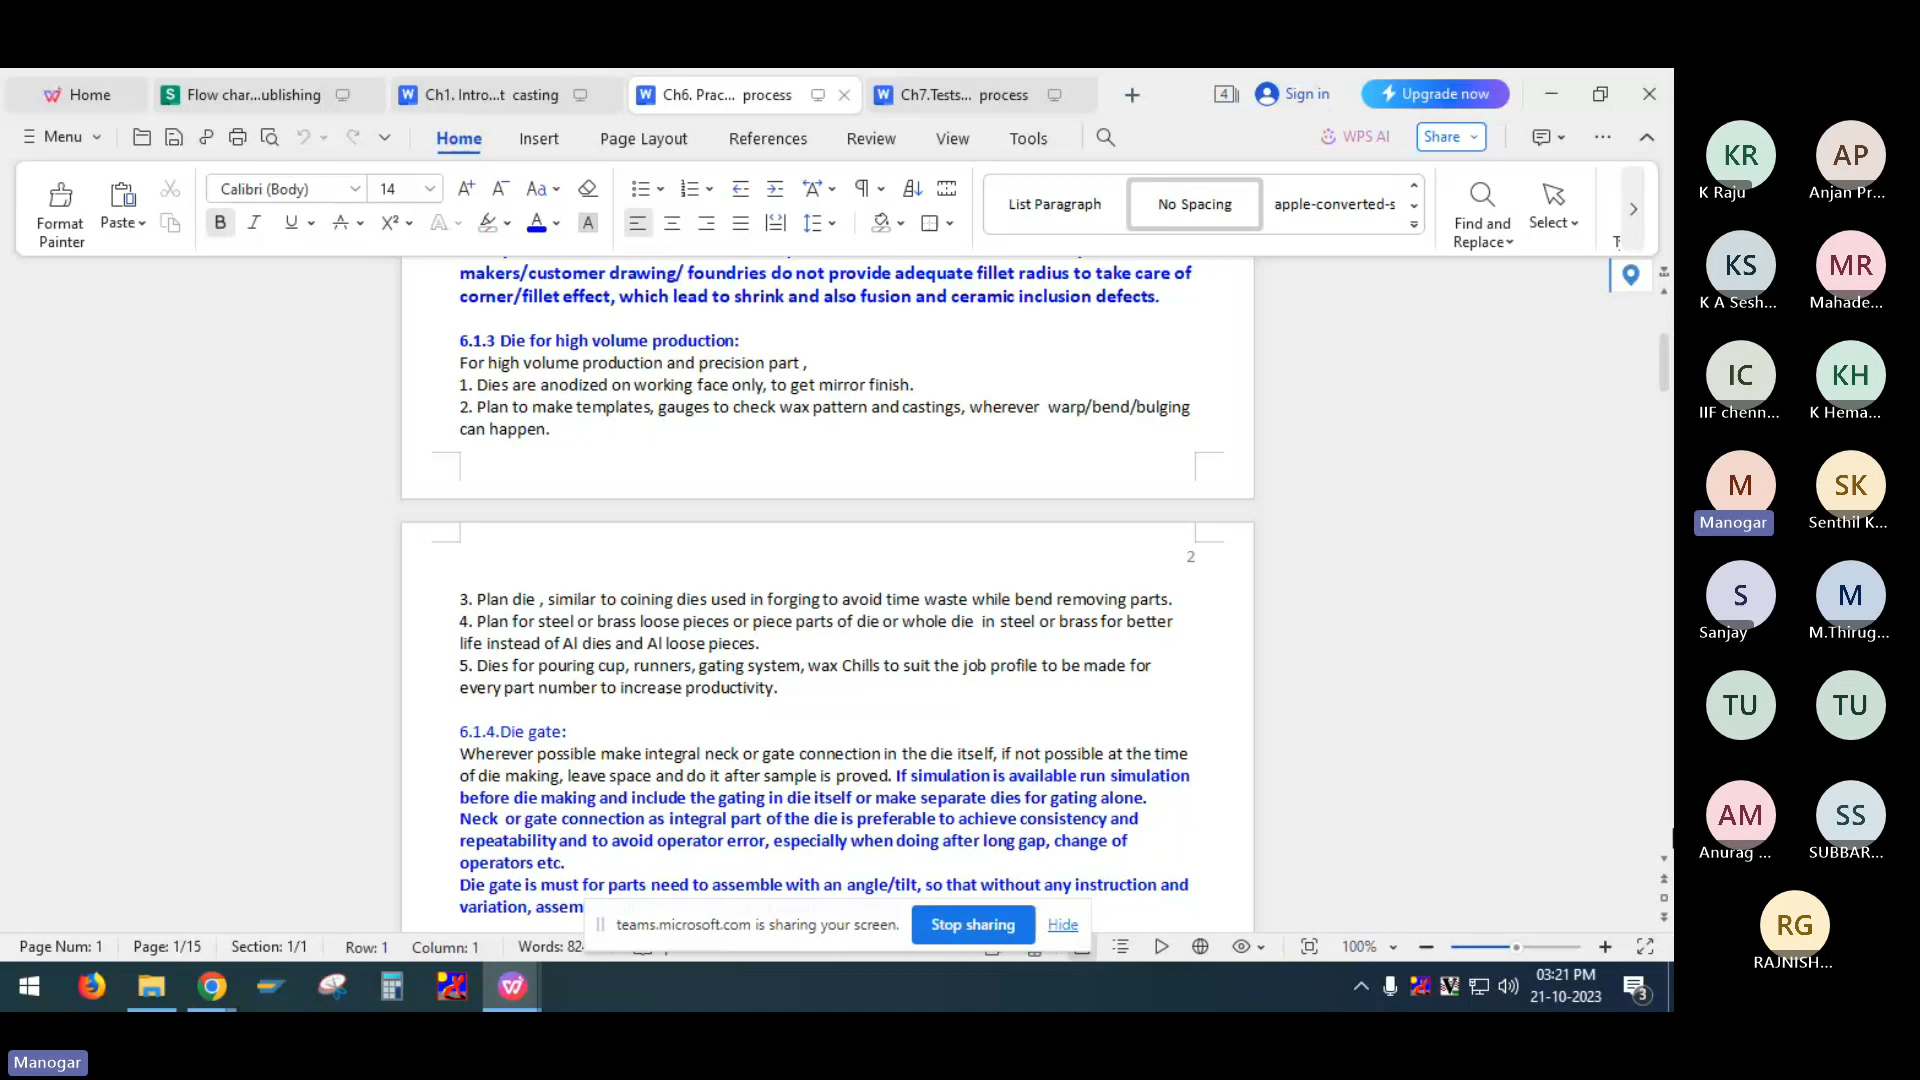 Home
Flow char...ublishing
Ch1. Intro...t casting
Ch6. Prac... process
Ch7.Tests... process
4
Sign in
Upgrade now
Menu
Home
Insert
Page Layout
References
Review
View
Tools
WPS AI
Share
Format
Painter
Paste
Calibri (Body)
14
List Paragraph
No Spacing
apple-converted-s
Find and
Replace
Select
makers/customer drawing/ foundries do not provide adequate fillet radius to take care of
corner/fillet effect, which lead to shrink and also fusion and ceramic inclusion defects.
6.1.3 Die for high volume production:
For high volume production and precision part ,
1. Dies are anodized on working face only, to get mirror finish.
2. Plan to make templates, gauges to check wax pattern and castings, wherever warp/bend/bulging
can happen.
2
3. Plan die , similar to coining dies used in forging to avoid time waste while bend removing parts.
4. Plan for steel or brass loose pieces or piece parts of die or whole die in steel or brass for better
life instead of Al dies and Al loose pieces.
5. Dies for pouring cup, runners, gating system, wax Chills to suit the job profile to be made for
every part number to increase productivity.
6.1.4.Die gate:
Wherever possible make integral neck or gate connection in the die itself, if not possible at the time
of die making, leave space and do it after sample is proved. If simulation is available run simulation
before die making and include the gating in die itself or make separate dies for gating alone.
Neck or gate connection as integral part of the die is preferable to achieve consistency and
repeatability and to avoid operator error, especially when doing after long gap, change of
operators etc.
Die gate is must for parts need to assemble with an angle/tilt, so that without any instruction and
variation, assem
teams.microsoft.com is sharing your screen.
Stop sharing
Hide
Page Num: 1
Page: 1/15
Section: 1/1
Row: 1
Column: 1
Words: 82
100%
03:21 PM
21-10-2023
3
KR
K Raju
AP
Anjan Pr...
KS
K A Sesh...
MR
Mahade...
IC
IIF chenn...
KH
K Hema...
M
Manogar
SK
Senthil K...
S
Sanjay
M
M.Thirug...
TU
TU
AM
Anurag ...
SS
SUBBAR...
RG
RAJNISH...
Manogar